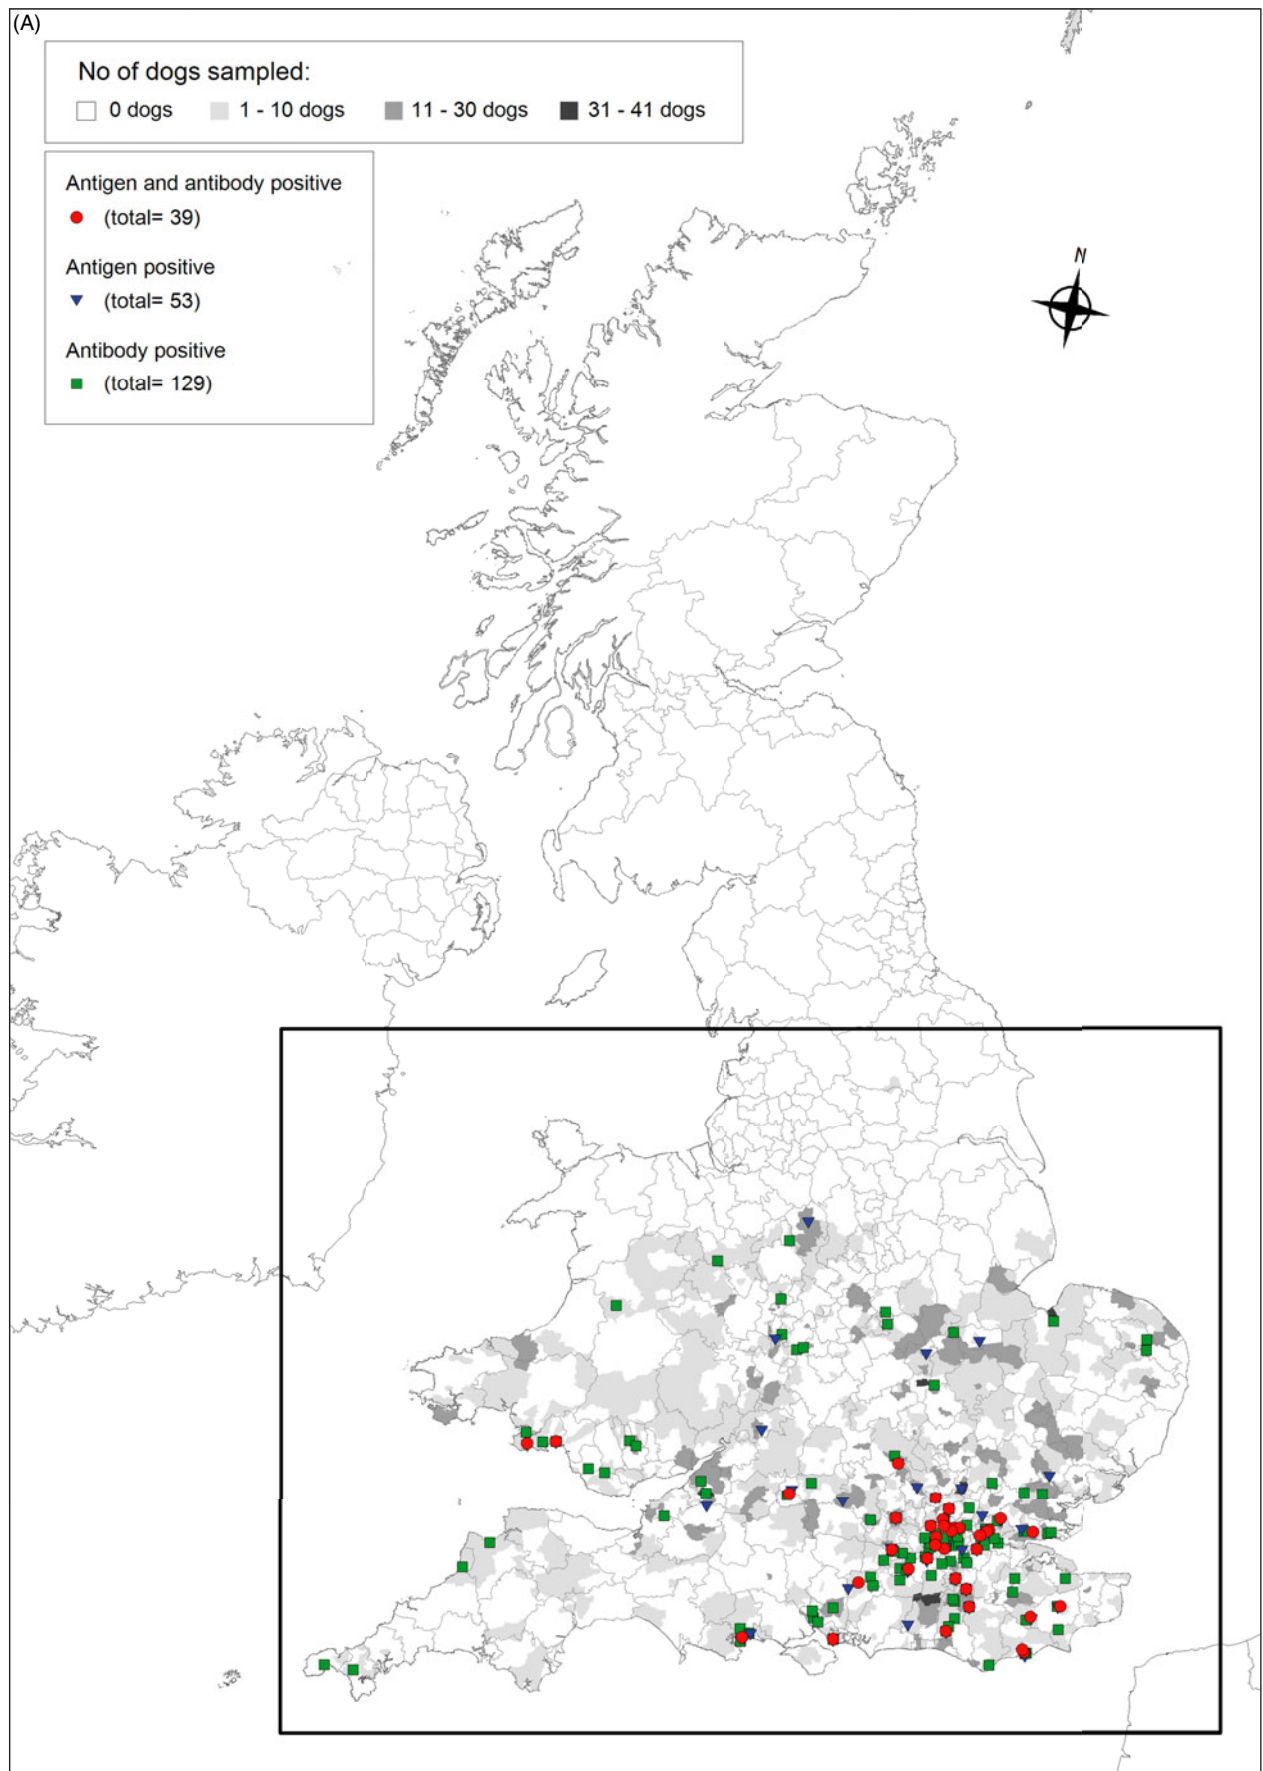 (A)
No of dogs sampled:
0 dogs 1 - 10 dogs 11 - 30 dogs 31 - 41 dogs
Antigen and antibody positive
(total= 39)
Antigen positive
(total= 53)
Antibody positive
(total= 129)
N